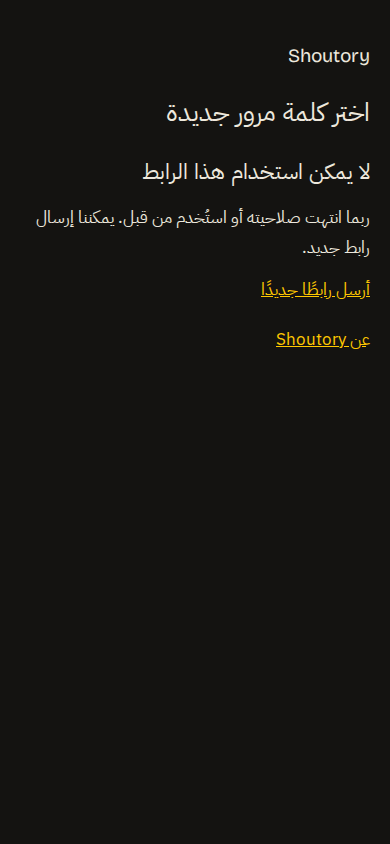 Shoutory
اختر كلمة مرور جديدة
لا يمكن استخدام هذا الرابط
ربما انتهت صلاحيته أو استُخدم من قبل. يمكننا إرسال
رابط جديد.
أرسل رابطًا جديدًا
عن Shoutory